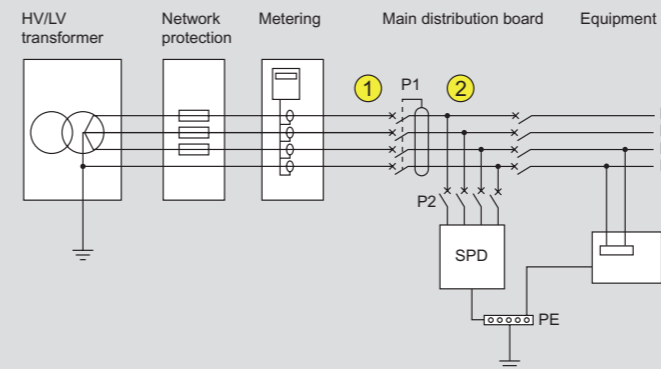 HV/LV
transformer
Network
protection
Metering
Main distribution board
Equipment
1
P1
2
P2
SPD
PE